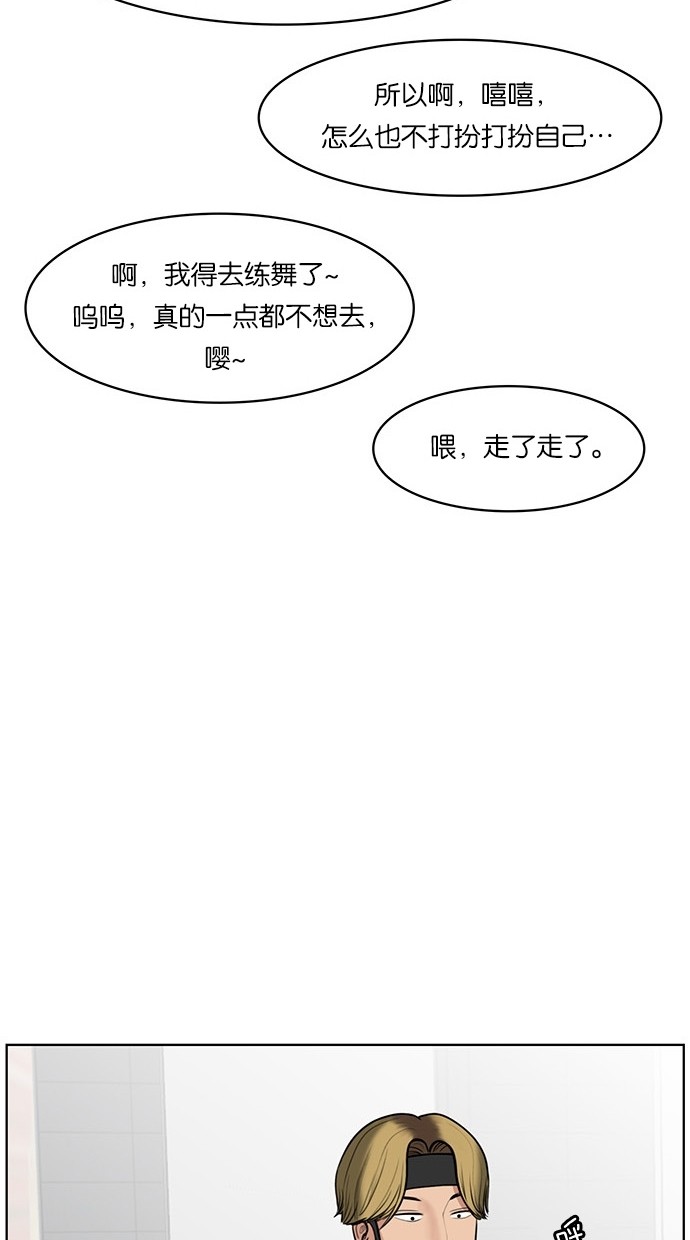 所以啊，嘻嘻，
怎么也不打扮打扮自己…
啊，我得去练舞了~
呜呜，真的一点都不想去，
嘤~
喂，走了走了。